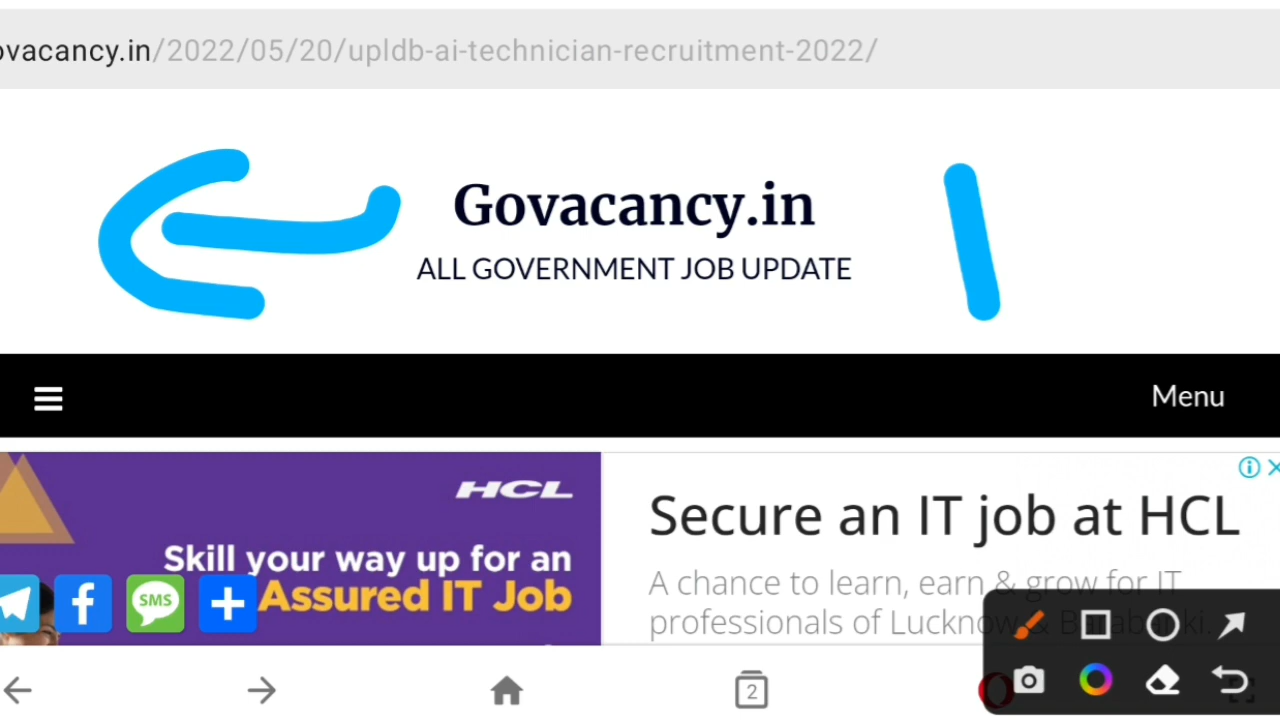 ovacancy.in/2022/05/20/upldb-ai-technician-recruitment-2022/
Govacancy.in
ALL GOVERNMENT JOB UPDATE
Menu
HCL
Skill your way up for an
Assured IT Job
SMS
Secure an IT job at HCL
A chance to learn, earn & grow for IT
professionals of Lucknow & Barabanki.
2